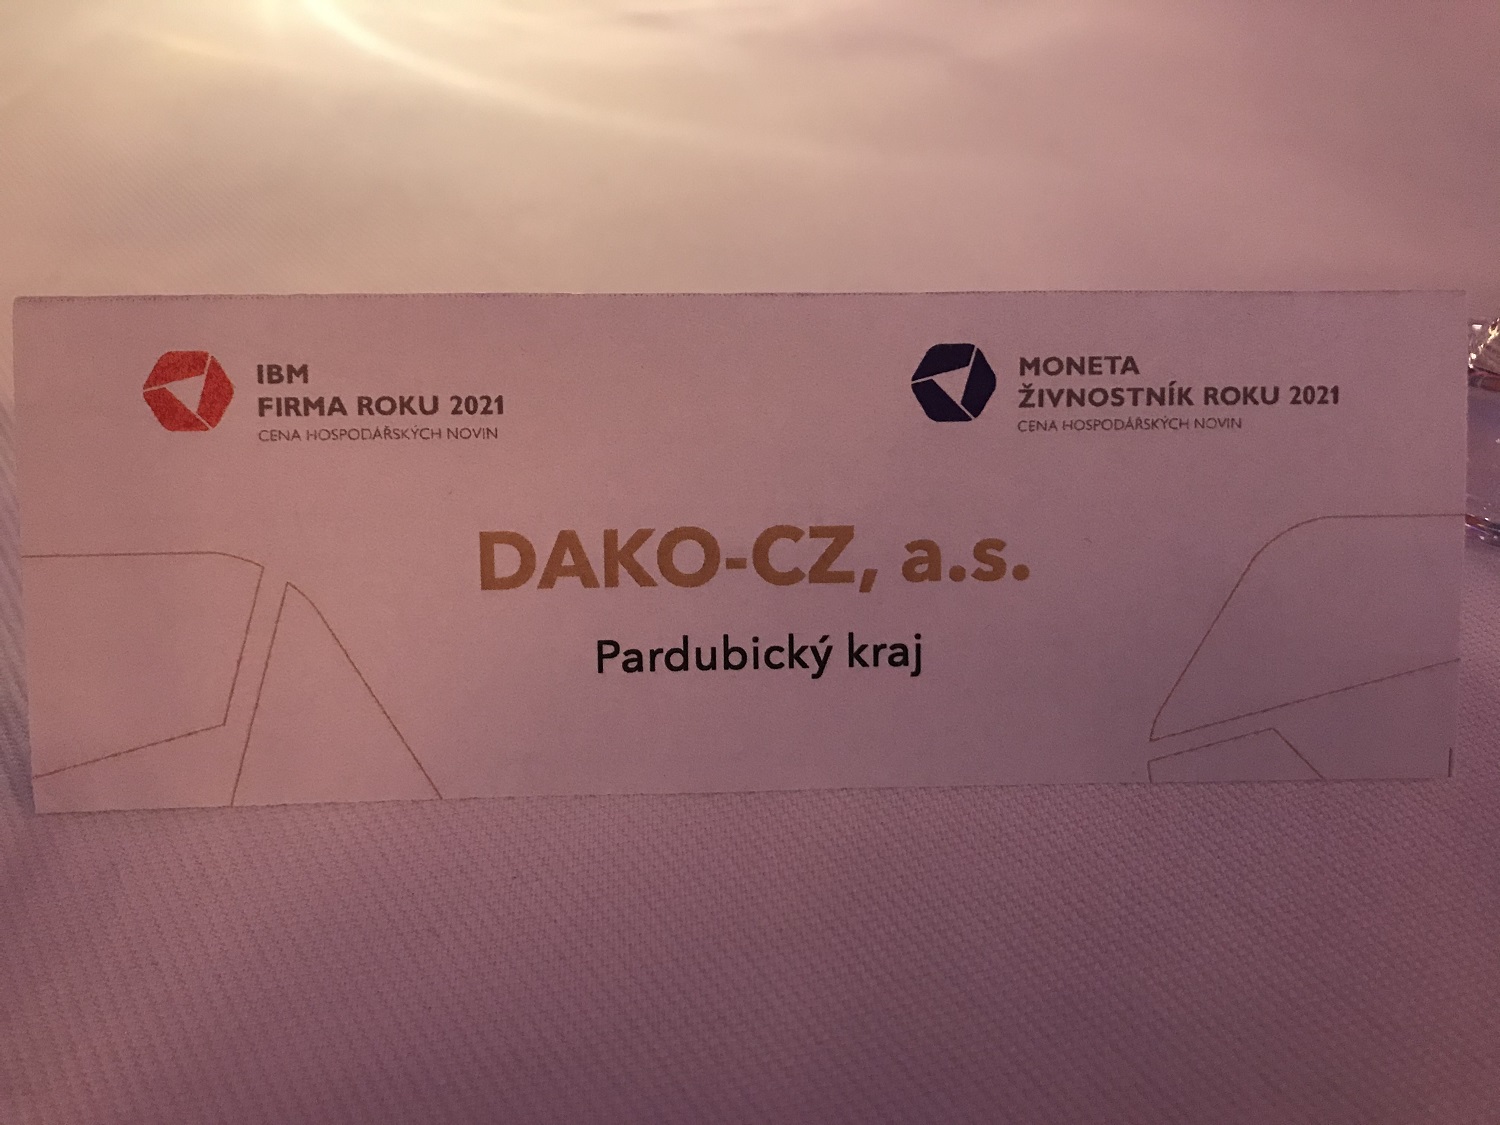 IBM
FIRMA ROKU 2021
CENA HOSPODÁŘSKÝCH NOVIN
MONETA
ŽIVNOSTNÍK ROKU 2021
CENA HOSPODÁŘSKÝCH NOVIN
DAKO-CZ, a.s.
Pardubický kraj